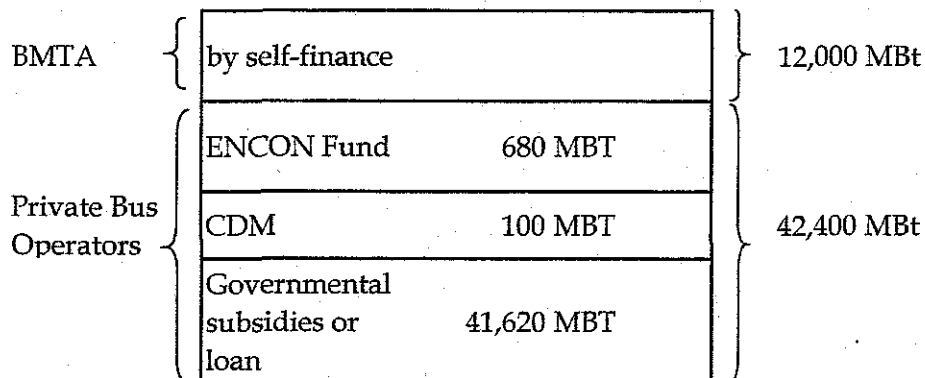 BMTA by self-finance 12,000 MBt
ENCON Fund 680 MBT
Private Bus Operators CDM 100 MBT 42,400 MBt
Governmental
subsidies or 41,620 MBT
loan